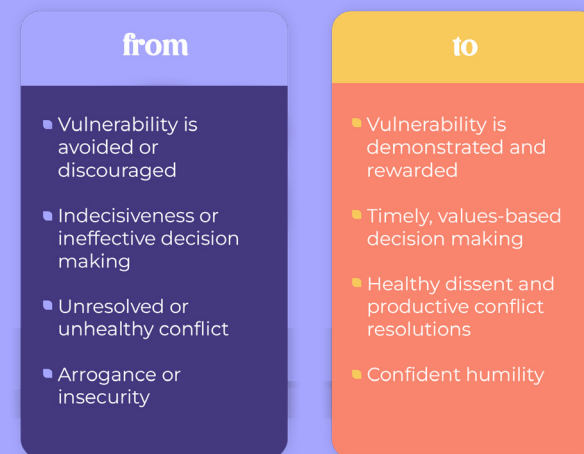 from
Vulnerability is
avoided or
discouraged
Indecisiveness or
ineffective decision
making
Unresolved or
unhealthy conflict
Arrogance or
insecurity
to
Vulnerability is
demonstrated and
rewarded
Timely, values-based
decision making
Healthy dissent and
productive conflict
resolutions
Confident humility